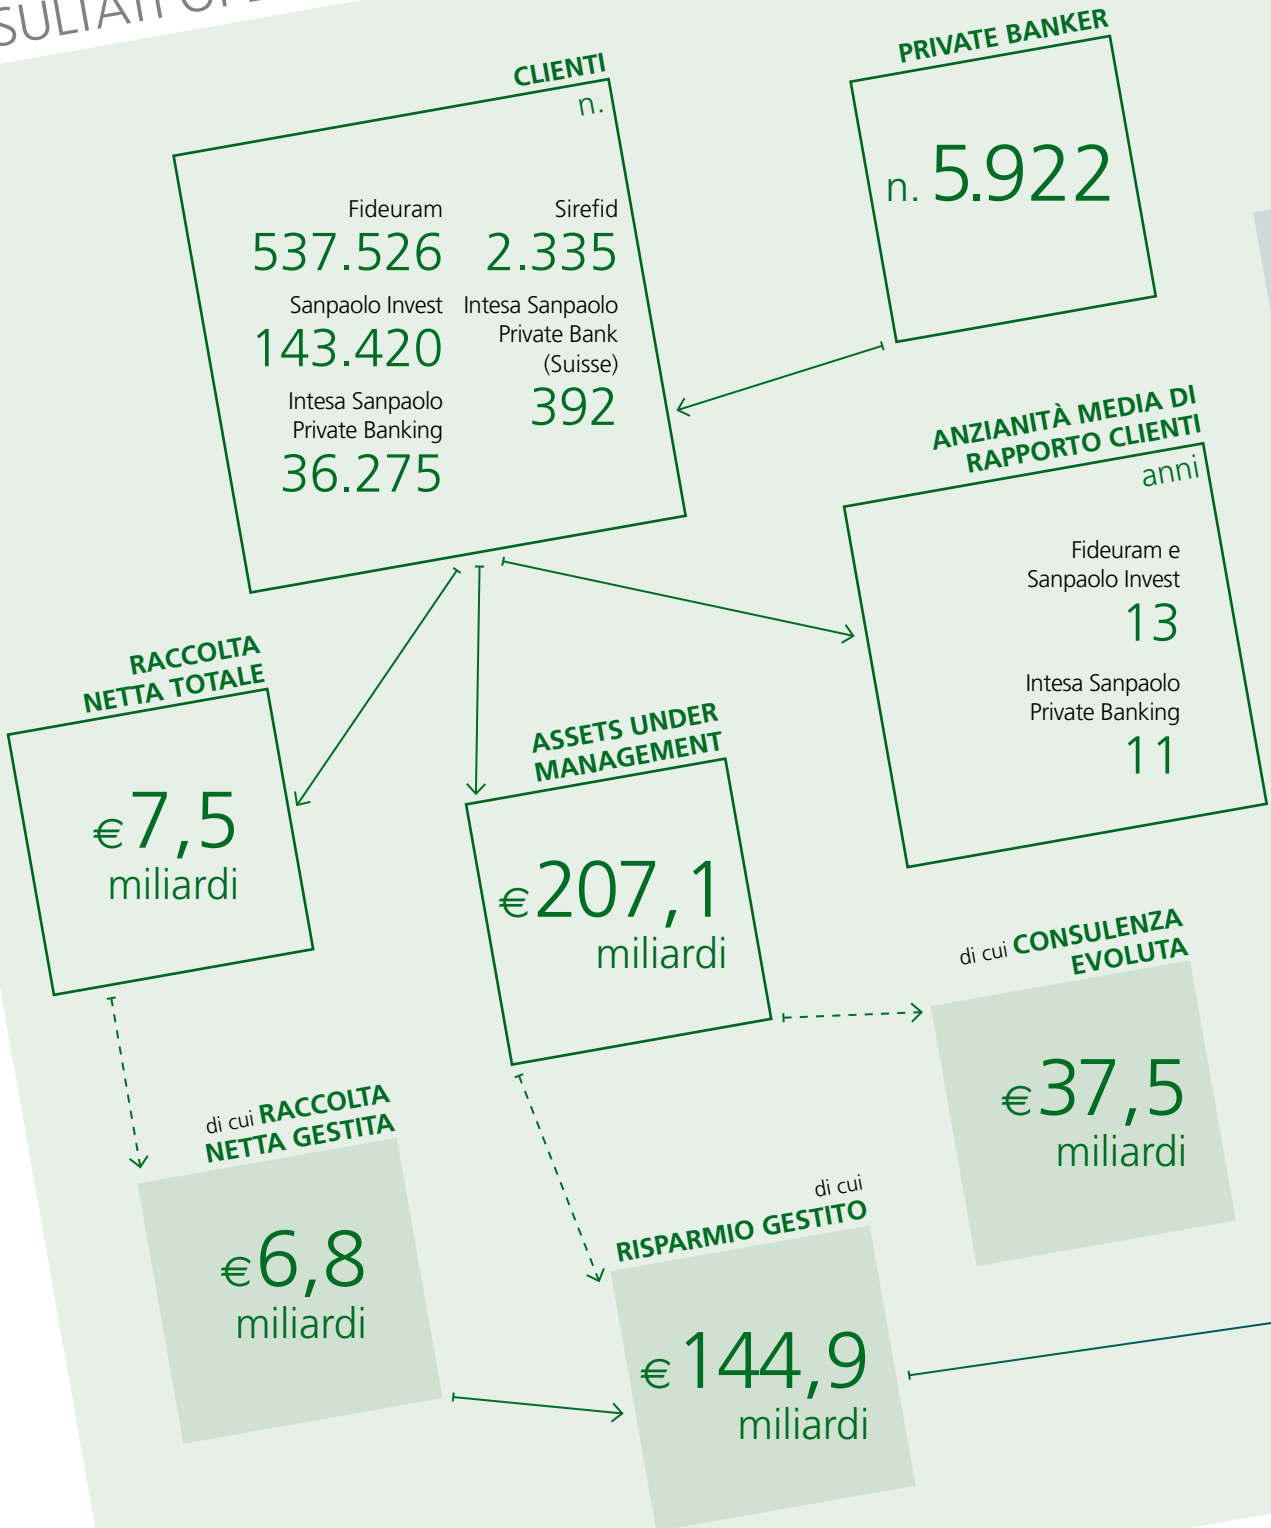 CLIENTI
n.
Fideuram
537.526
Sanpaolo Invest
143.420
Intesa Sanpaolo
Private Banking
36.275
Sirefid
2.335
Intesa Sanpaolo
Private Bank
(Suisse)
392
PRIVATE BANKER
n. 5.922
ANZIANITÀ MEDIA DI
RAPPORTO CLIENTI
anni
Fideuram e
Sanpaolo Invest
13
Intesa Sanpaolo
Private Banking
11
RACCOLTA
NETTA TOTALE
€ 7,5
miliardi
ASSETS UNDER
MANAGEMENT
€ 207,1
miliardi
di cui CONSULENZA
EVOLUTA
€ 37,5
miliardi
di cui RACCOLTA
NETTA GESTITA
€ 6,8
miliardi
di cui
RISPARMIO GESTITO
€ 144,9
miliardi